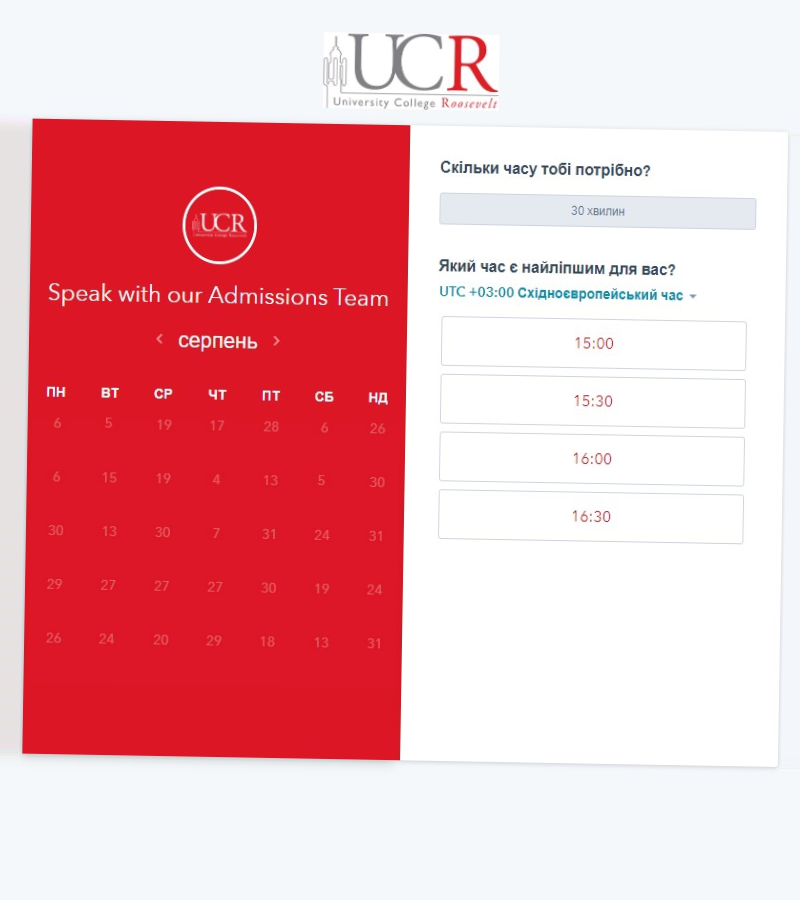 UCR
University College Roosevelt
UCR
Speak with our Admissions Team
серпень
ПН ВТ СР ЧТ ПТ СБ НД
6 5 19 17 28 6 26
6 15 19 4 13 5 30
30 13 30 7 31 24 31
29 27 27 27 30 19 24
26 24 20 29 18 13 31
Скільки часу тобі потрібно?
30 хвилин
Який час є найліпшим для вас?
UTC +03:00 Східноєвропейський час
15:00
15:30
16:00
16:30